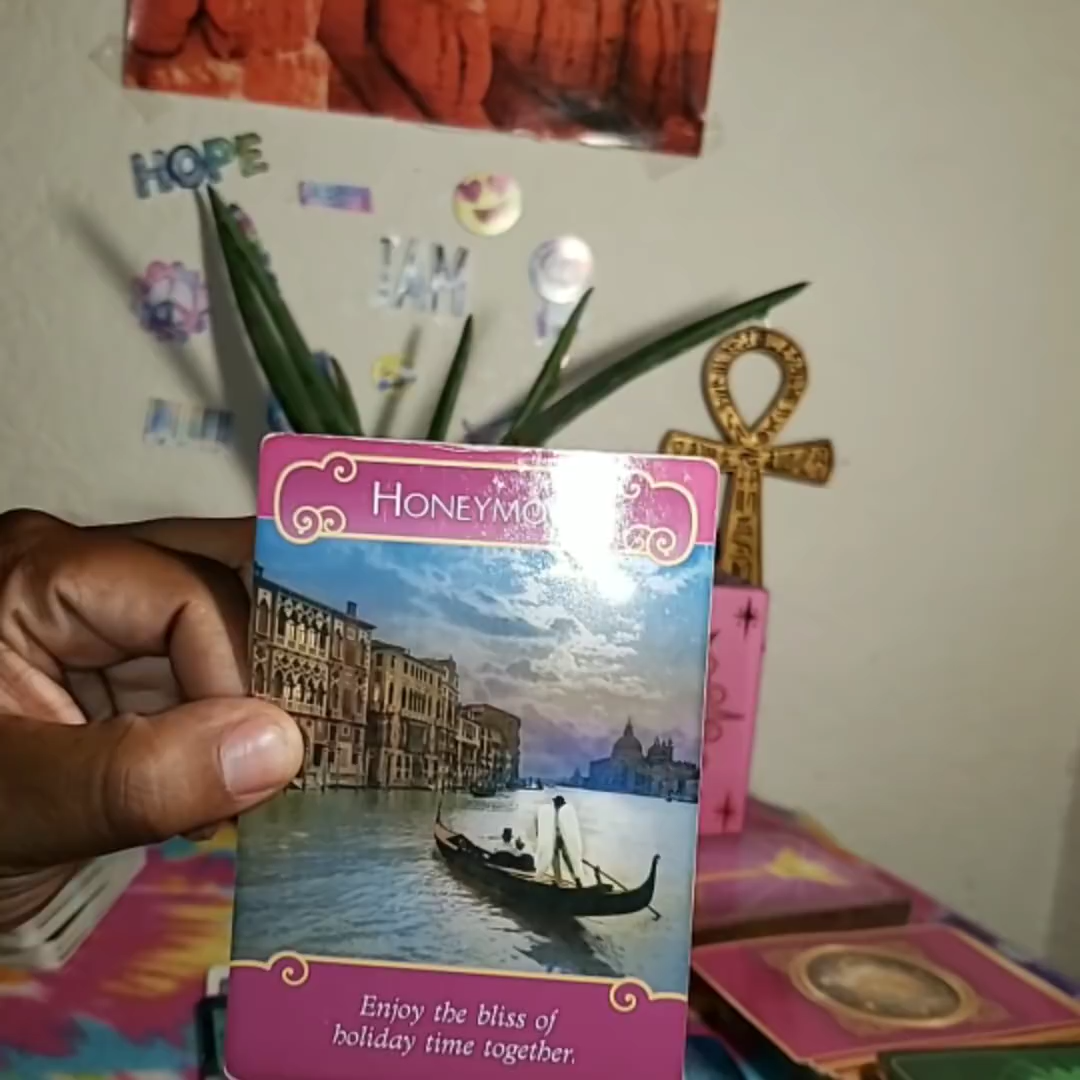 HOPE
I AM
HONEYMO
Enjoy the bliss of
holiday time together.